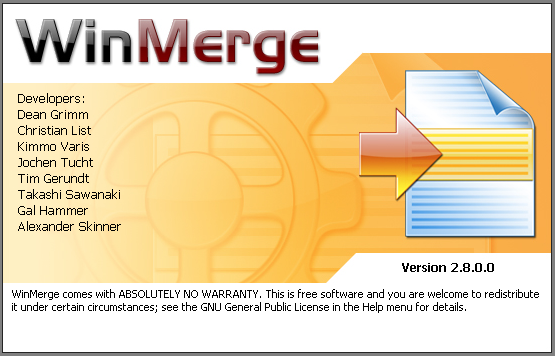 WinMerge
Developers:
Dean Grimm
Christian List
Kimmo Varis
Jochen Tucht
Tim Gerundt
Takashi Sawanaki
Gal Hammer
Alexander Skinner
Version 2.8.0.0
WinMerge comes with ABSOLUTELY NO WARRANTY. This is free software and you are welcome to redistribute
it under certain circumstances; see the GNU General Public License in the Help menu for details.